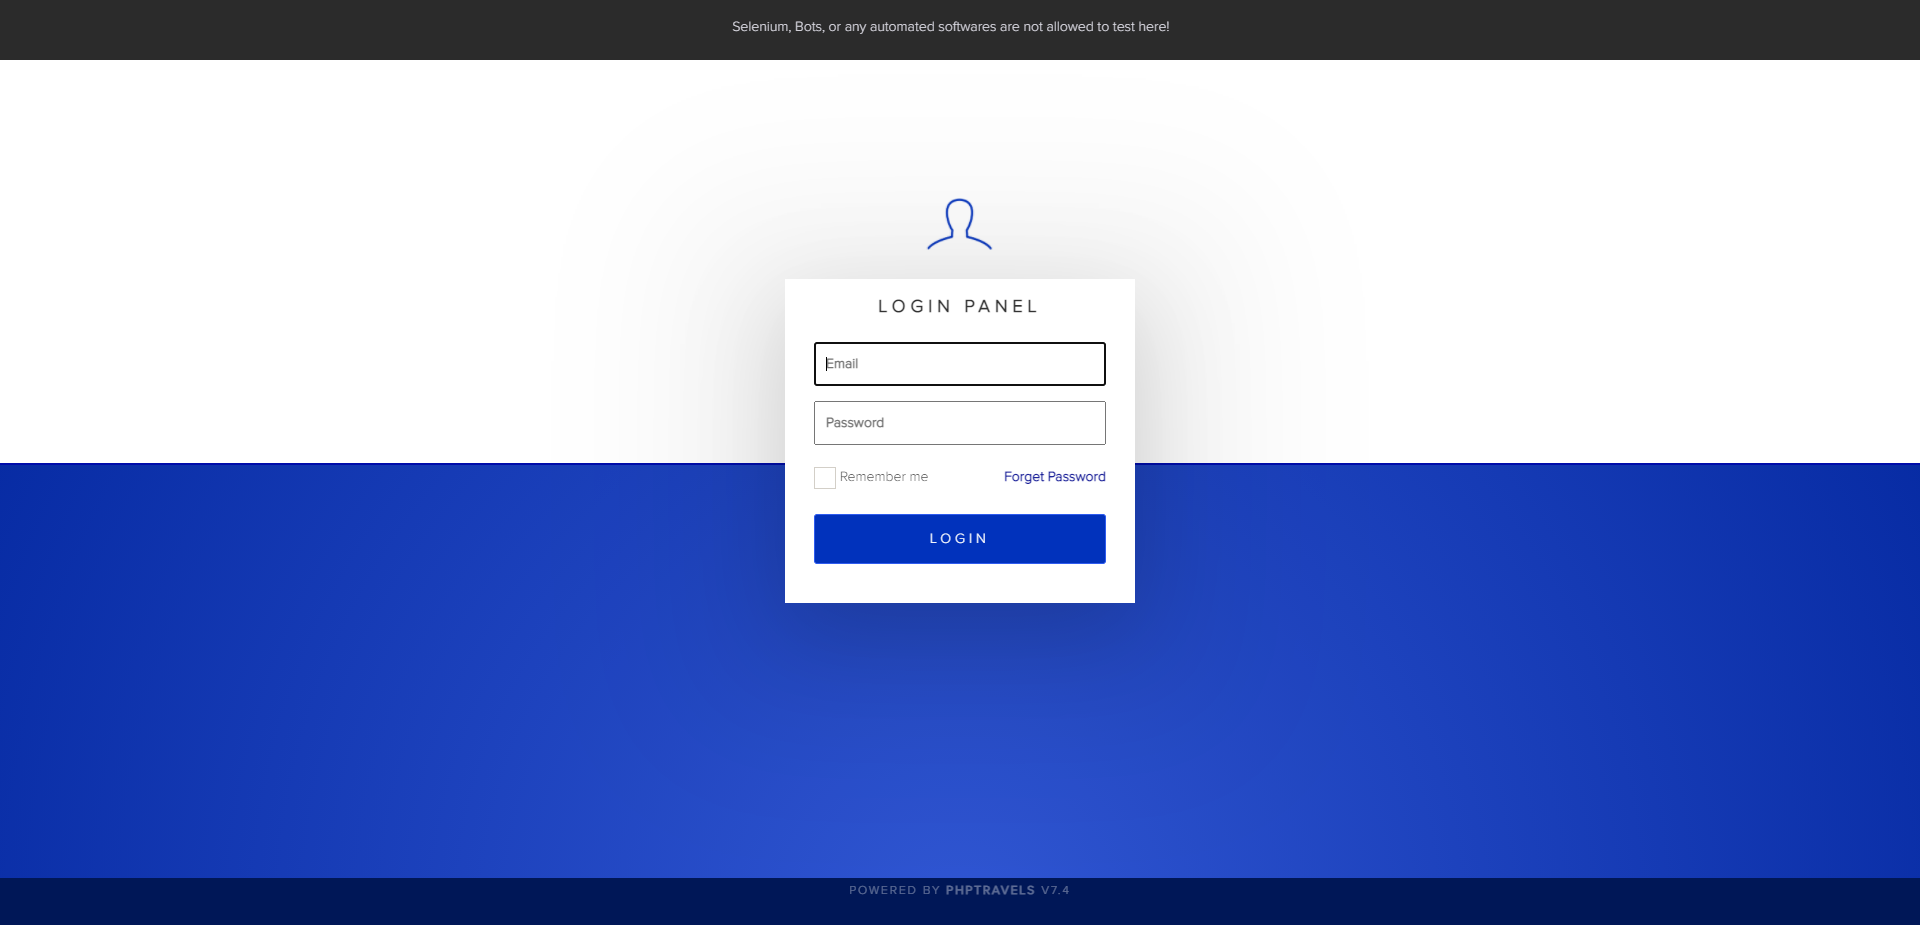 Selenium, Bots, or any automated softwares are not allowed to test here!
LOGIN PANEL
Email
Password
Remember me
Forget Password
LOGIN
POWERED BY PHPTRAVELS V7.4